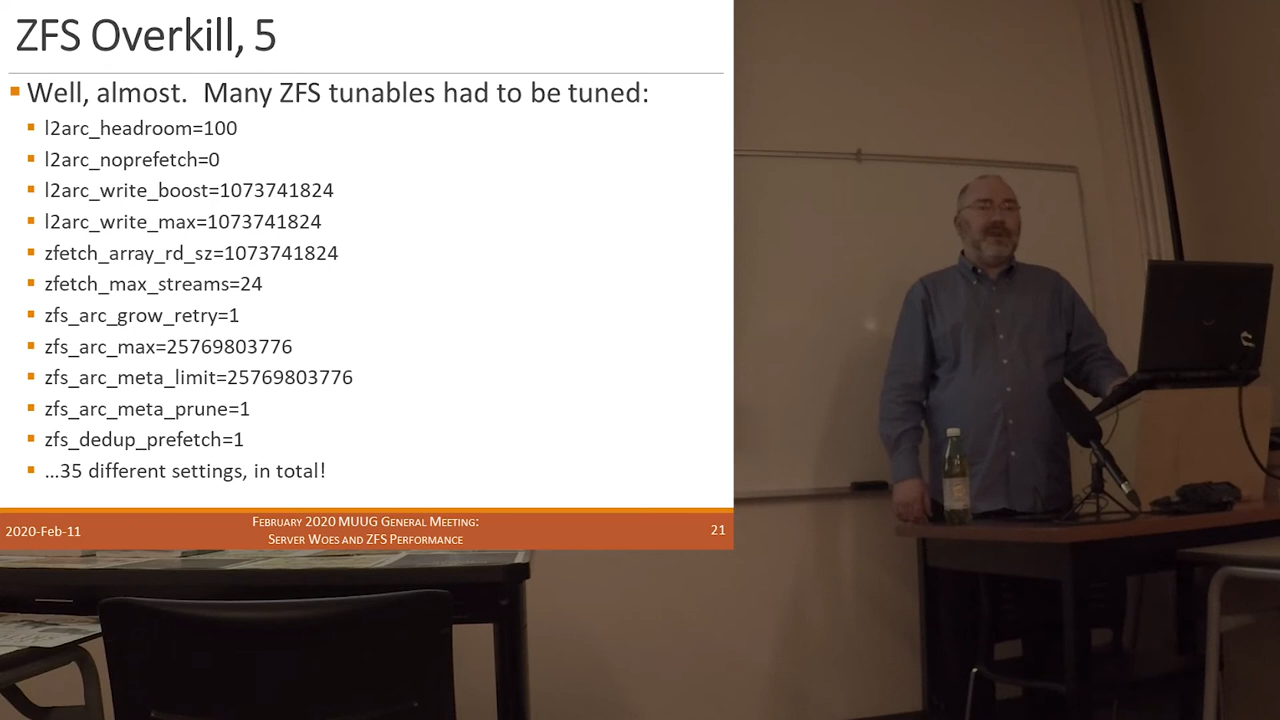 ZFS Overkill, 5
Well, almost. Many ZFS tunables had to be tuned:
l2arc_headroom=100
l2arc_noprefetch=0
l2arc_write_boost=1073741824
l2arc_write_max=1073741824
zfetch_array_rd_sz=1073741824
zfetch_max_streams=24
zfs_arc_grow_retry=1
zfs_arc_max=25769803776
zfs_arc_meta_limit=25769803776
zfs_arc_meta_prune=1
zfs_dedup_prefetch=1
…35 different settings, in total!
2020-Feb-11
February 2020 MUUG General Meeting:
Server Woes and ZFS Performance
21